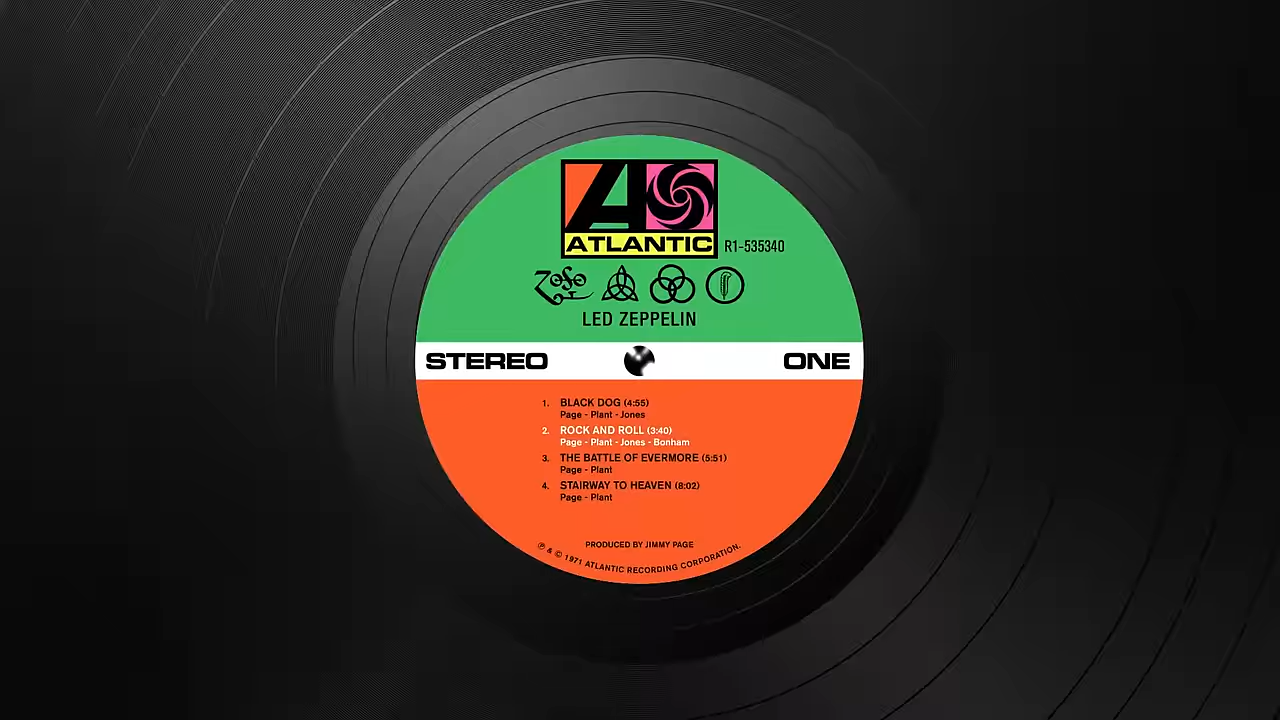 ATLANTIC
R1-535340
LED ZEPPELIN
STEREO ONE
1. BLACK DOG (4:55)
Page - Plant - Jones
2. ROCK AND ROLL (3:40)
Page - Plant - Jones - Bonham
3. THE BATTLE OF EVERMORE (5:51)
Page - Plant
4. STAIRWAY TO HEAVEN (8:02)
Page - Plant
PRODUCED BY JIMMY PAGE
℗ & © 1971 ATLANTIC RECORDING CORPORATION.